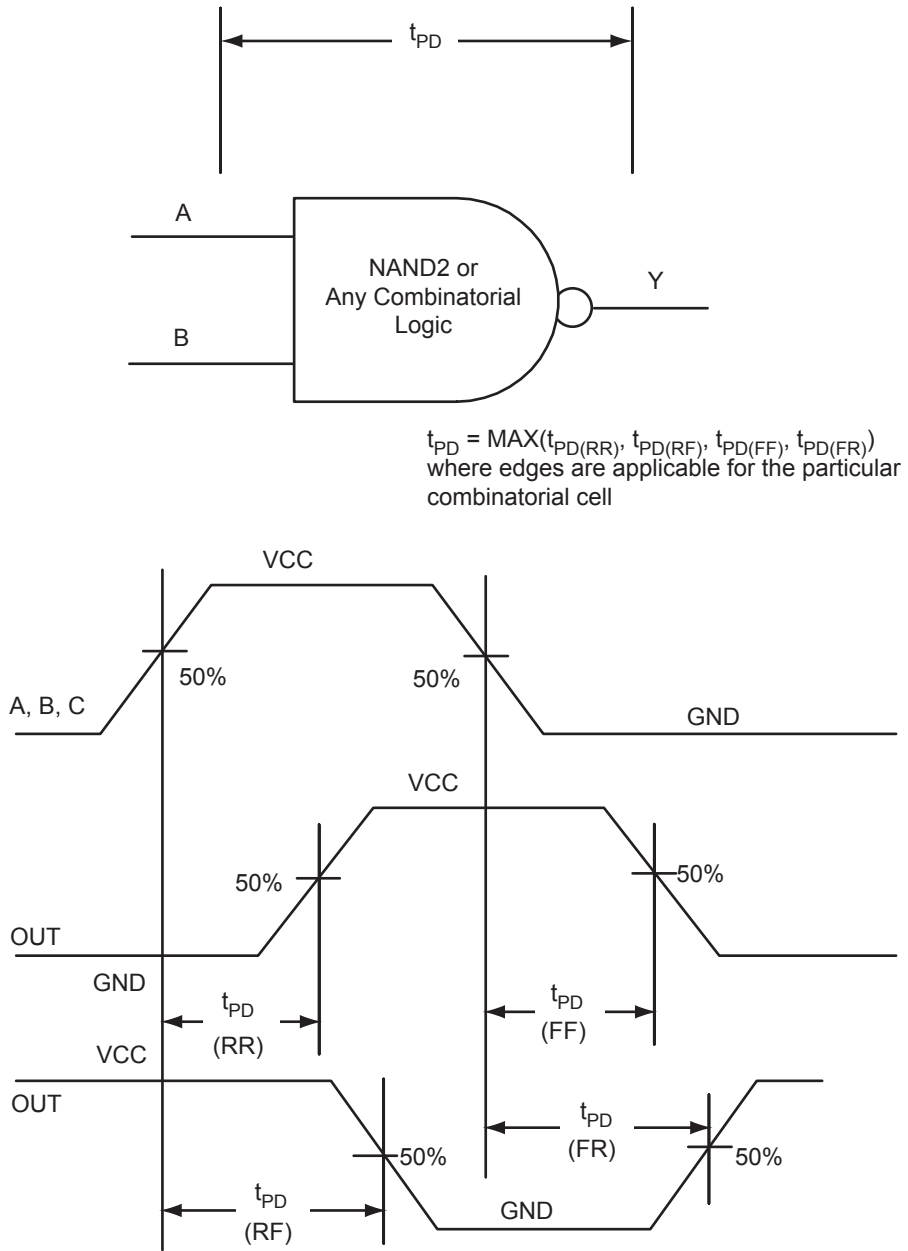 tPD
A
NAND2 or
Any Combinatorial
Logic
Y
B
tPD = MAX(tPD(RR), tPD(RF), tPD(FF), tPD(FR))
where edges are applicable for the particular
combinatorial cell
VCC
50%
50%
A, B, C
GND
VCC
50%
50%
OUT
GND
tPD
(RR)
tPD
(FF)
VCC
OUT
tPD
(FR)
50%
50%
tPD
(RF)
GND